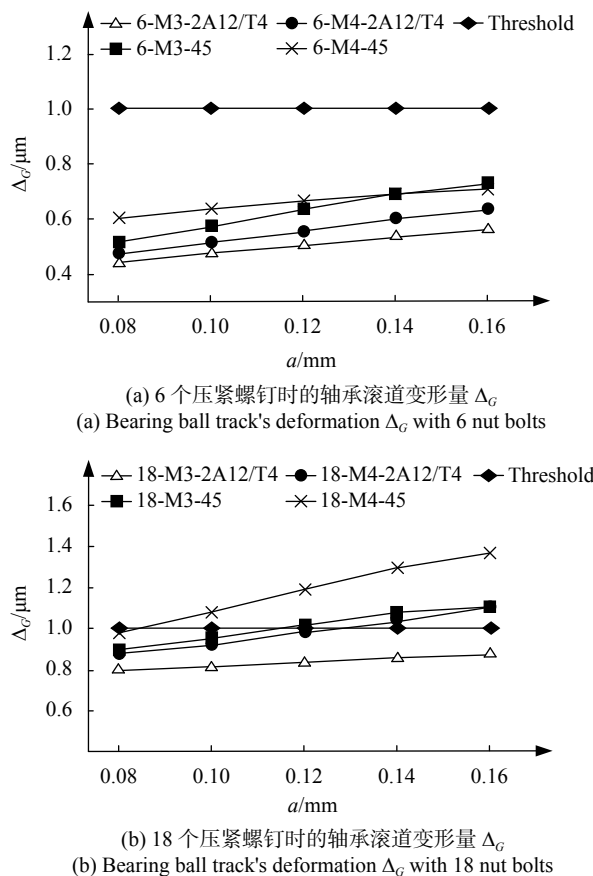 6-M3-2A12/T4 6-M4-2A12/T4 Threshold
6-M3-45 6-M4-45
1.2
1.0
0.8
0.6
0.4
Δ_G/μm
0.08 0.10 0.12 0.14 0.16
a/mm
(a) 6 个压紧螺钉时的轴承滚道变形量 Δ_G
(a) Bearing ball track's deformation Δ_G with 6 nut bolts
18-M3-2A12/T4 18-M4-2A12/T4 Threshold
18-M3-45 18-M4-45
1.6
1.4
1.2
1.0
0.8
0.6
Δ_G/μm
0.08 0.10 0.12 0.14 0.16
a/mm
(b) 18 个压紧螺钉时的轴承滚道变形量 Δ_G
(b) Bearing ball track's deformation Δ_G with 18 nut bolts